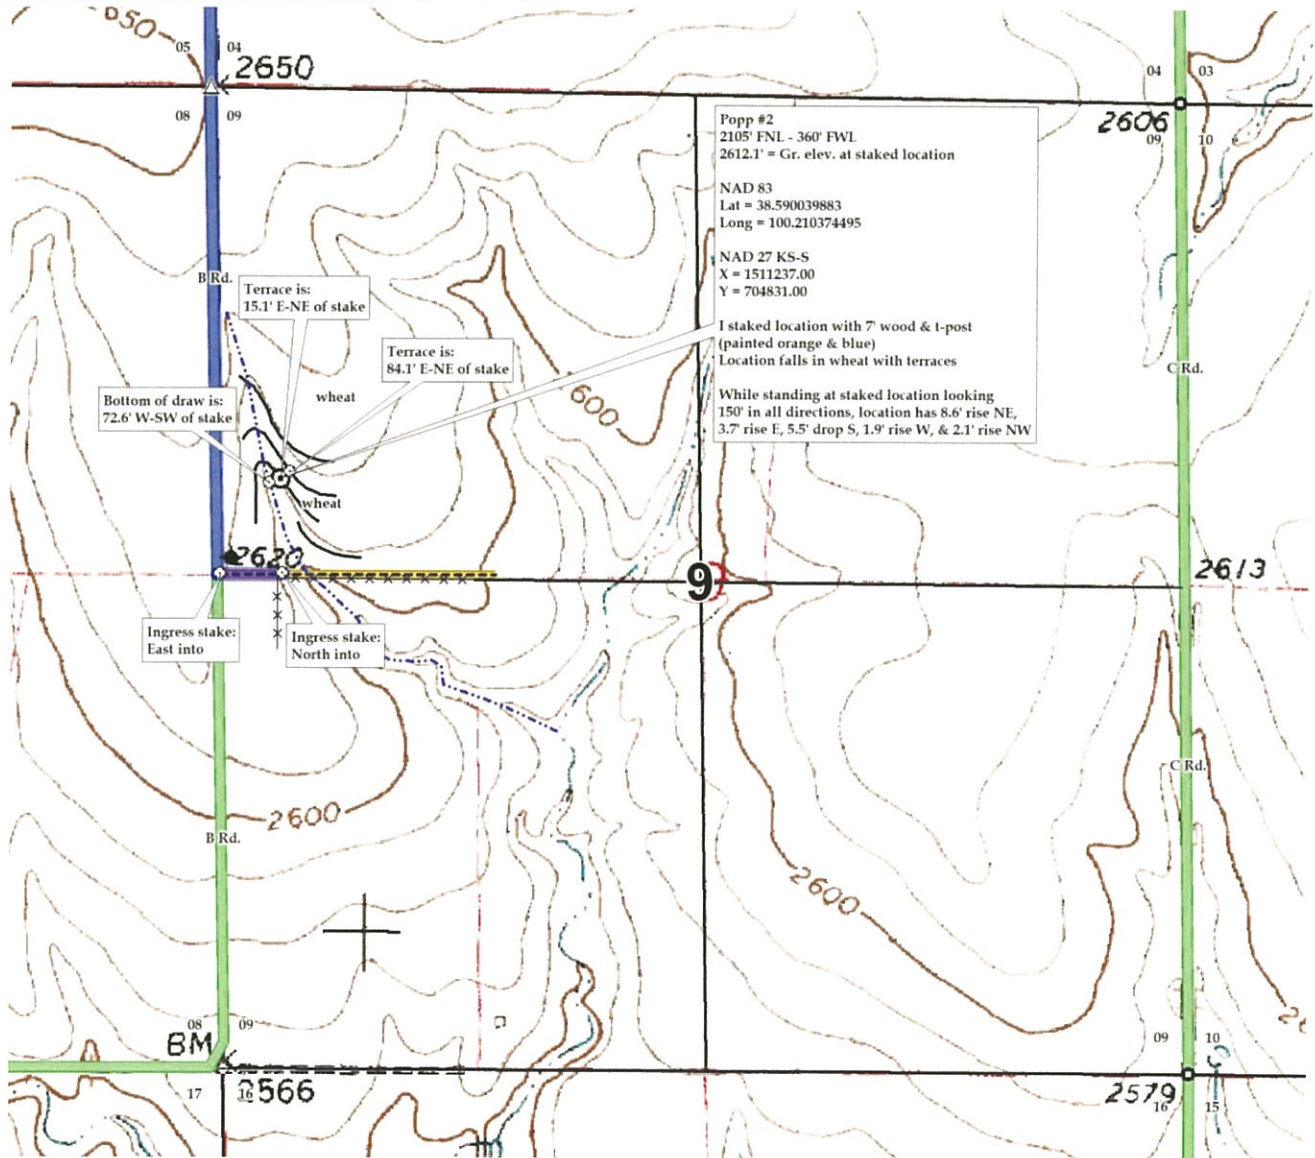 650
05 04
2650
08 09
04 03
2606
09 10
Popp #2
2105' FNL - 360' FWL
2612.1' = Gr. elev. at staked location
NAD 83
Lat = 38.590039883
Long = 100.210374495
NAD 27 KS-S
X = 1511237.00
Y = 704831.00
I staked location with 7' wood & t-post
(painted orange & blue)
Location falls in wheat with terraces
While standing at staked location looking
150' in all directions, location has 8.6' rise NE,
3.7' rise E, 5.5' drop S, 1.9' rise W, & 2.1' rise NW
B Rd.
Terrace is:
15.1' E-NE of stake
Terrace is:
84.1' E-NE of stake
C Rd.
Bottom of draw is:
72.6' W-SW of stake
wheat
2600
wheat
2620
9
2613
Ingress stake:
East into
Ingress stake:
North into
C Rd.
2600
B Rd.
2600
08 09
BM
2566
17 16
09 10
2579
16 15